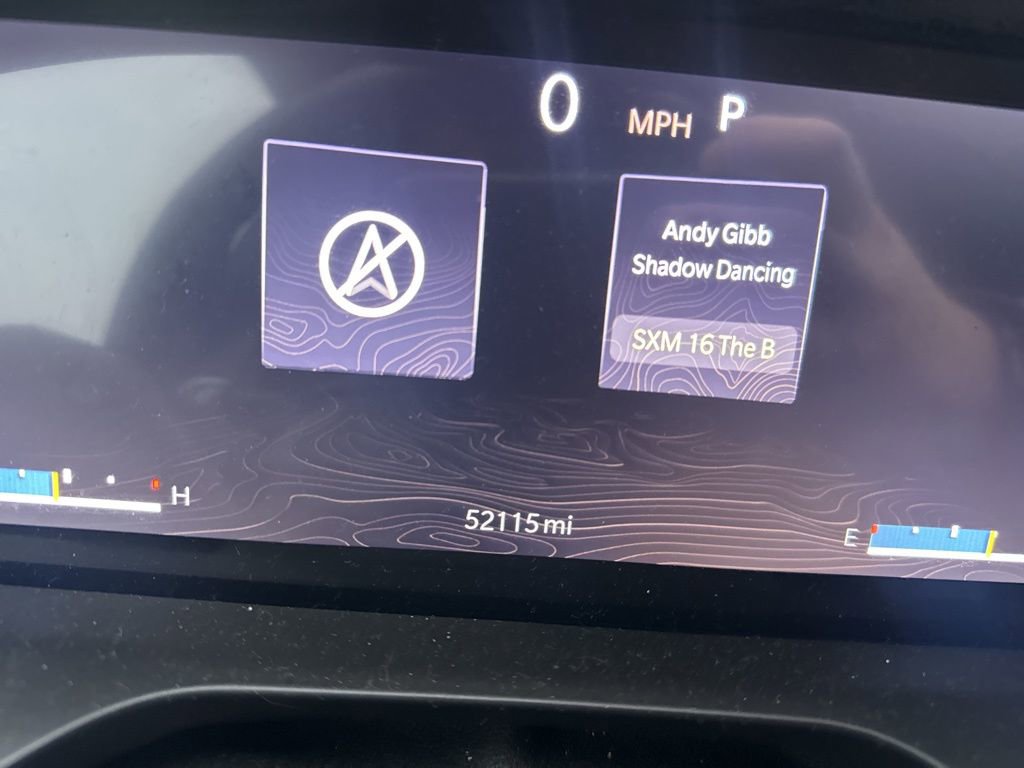 0 MPH P
Andy Gibb
Shadow Dancing
SXM 16 The B
H
52115 mi
E